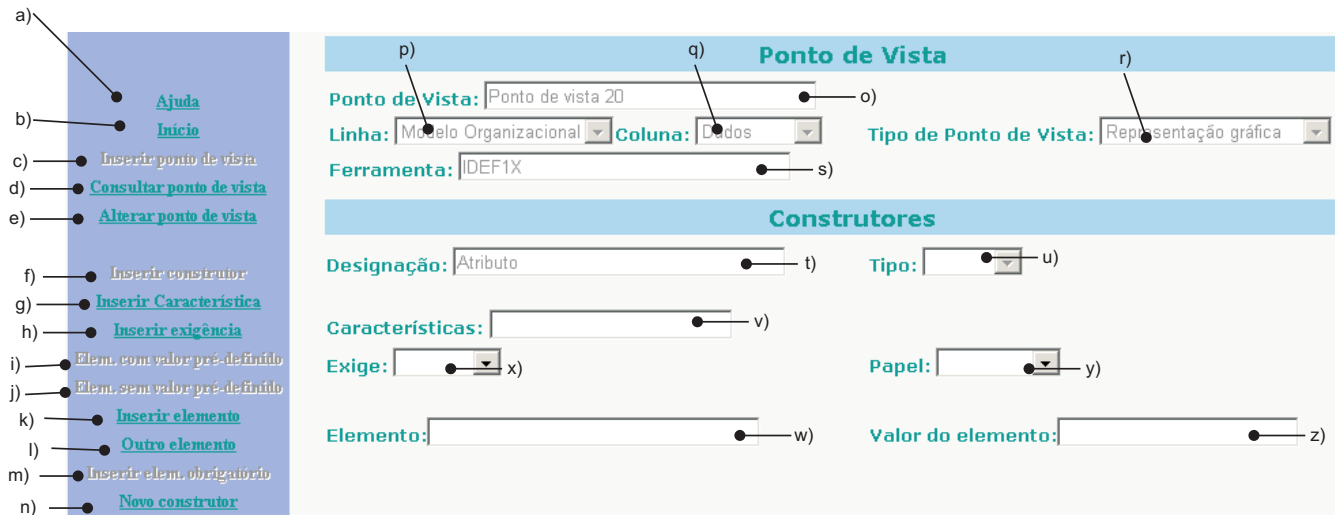 a)
p)
q)
r)
Ponto de Vista
Ajuda
Ponto de Vista: Ponto de vista 20
o)
b)
Início
Linha: Modelo Organizacional Coluna: Dados Tipo de Ponto de Vista: Representação gráfica
c)
Inserir ponto de vista
Ferramenta: IDEF1X
s)
d)
Consultar ponto de vista
e)
Alterar ponto de vista
Construtores
f)
Inserir construtor
Designação: Atributo
t)
Tipo:
u)
g)
Inserir Característica
h)
Inserir exigência
Características:
v)
i)
Elem. com valor pré-definido
Exige:
x)
Papel:
y)
j)
Elem. sem valor pré-definido
k)
Inserir elemento
l)
Outro elemento
Elemento:
w)
Valor do elemento:
z)
m)
Inserir elem. obrigatório
n)
Novo construtor